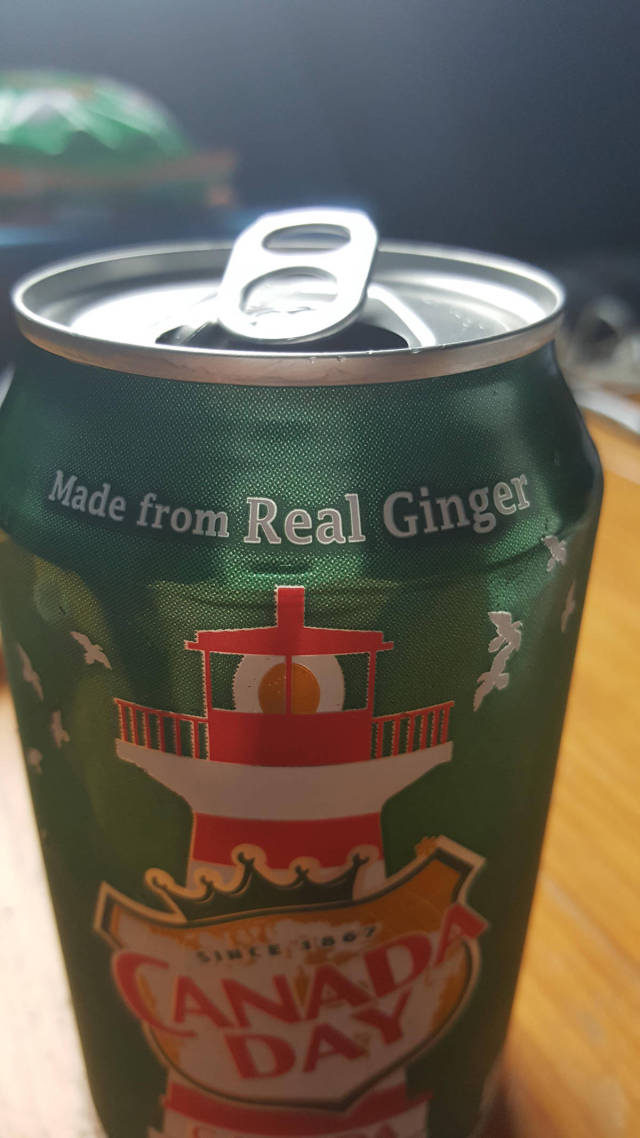 Made from Real Ginger
SINCE 1867
CANADA
DAY